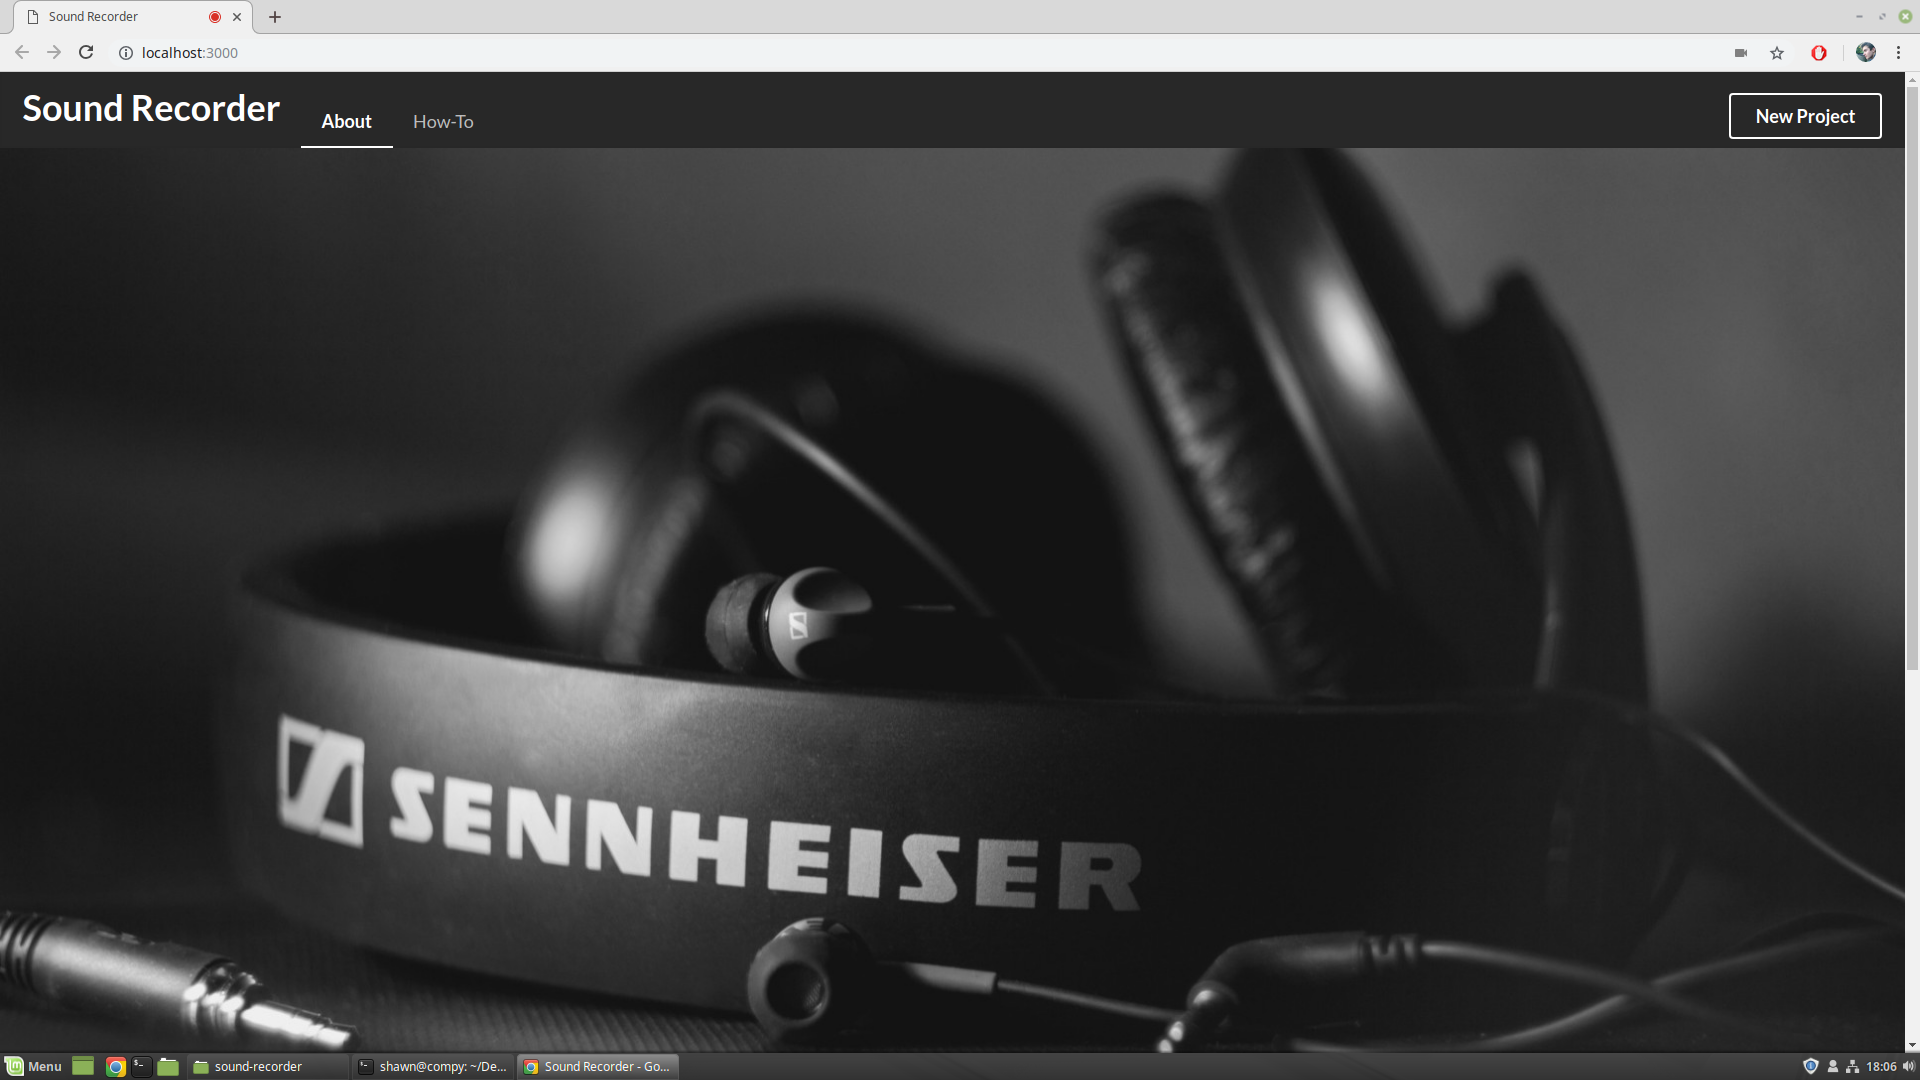 Sound Recorder
localhost:3000
Sound Recorder
About
How-To
New Project
SENNHEISER
Menu
sound-recorder
shawn@compy: ~/De...
Sound Recorder - Go...
18:06